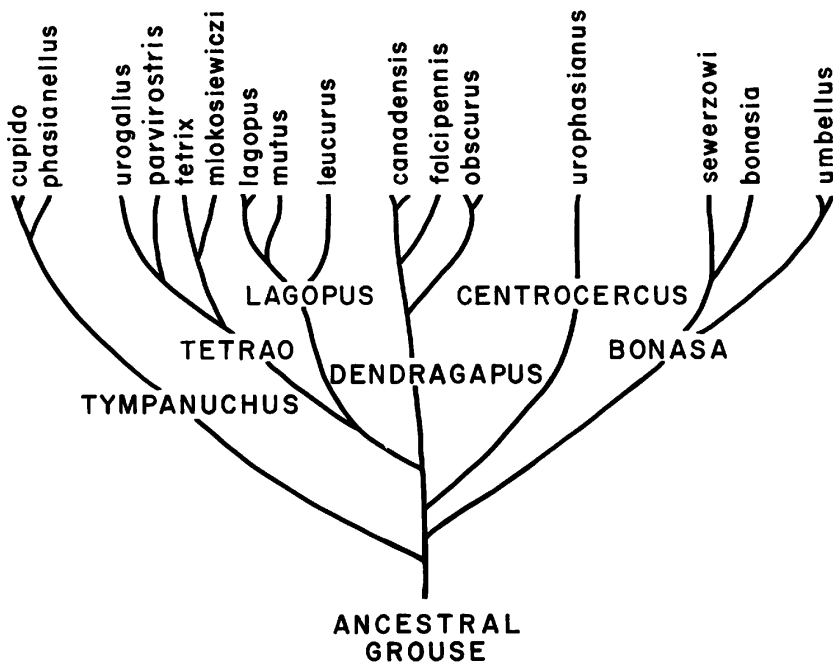 cupido
phasianellus
urogallus
parvirostris
tetrix
mlokosiewiczi
lagopus
mutus
leucurus
canadensis
falcipennis
obscurus
urophasianus
sewerzowi
bonasia
umbellus
LAGOPUS
CENTROCERCUS
TETRAO
BONASA
DENDRAGAPUS
TYMPANUCHUS
ANCESTRAL
GROUSE